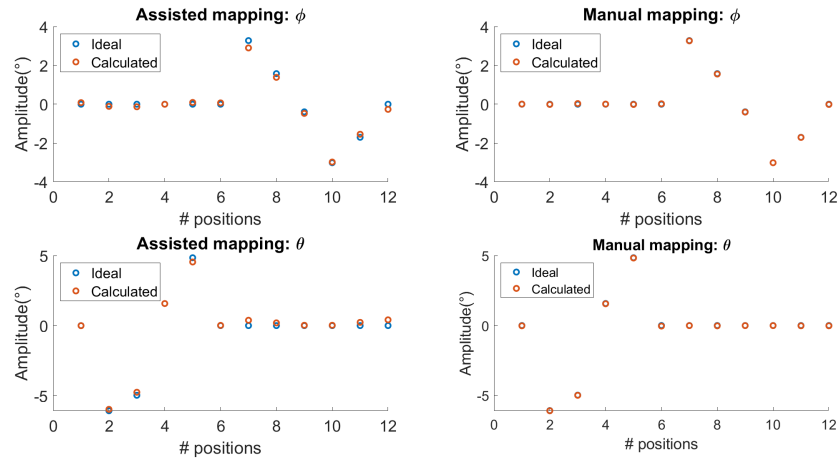 Assisted mapping: ϕ
Amplitude(°)
4
2
0
-2
-4
Ideal
Calculated
0 2 4 6 8 10 12
# positions
Manual mapping: ϕ
Amplitude(°)
4
2
0
-2
-4
Ideal
Calculated
0 2 4 6 8 10 12
# positions
Assisted mapping: θ
Amplitude(°)
5
0
-5
Ideal
Calculated
0 2 4 6 8 10 12
# positions
Manual mapping: θ
Amplitude(°)
5
0
-5
Ideal
Calculated
0 2 4 6 8 10 12
# positions